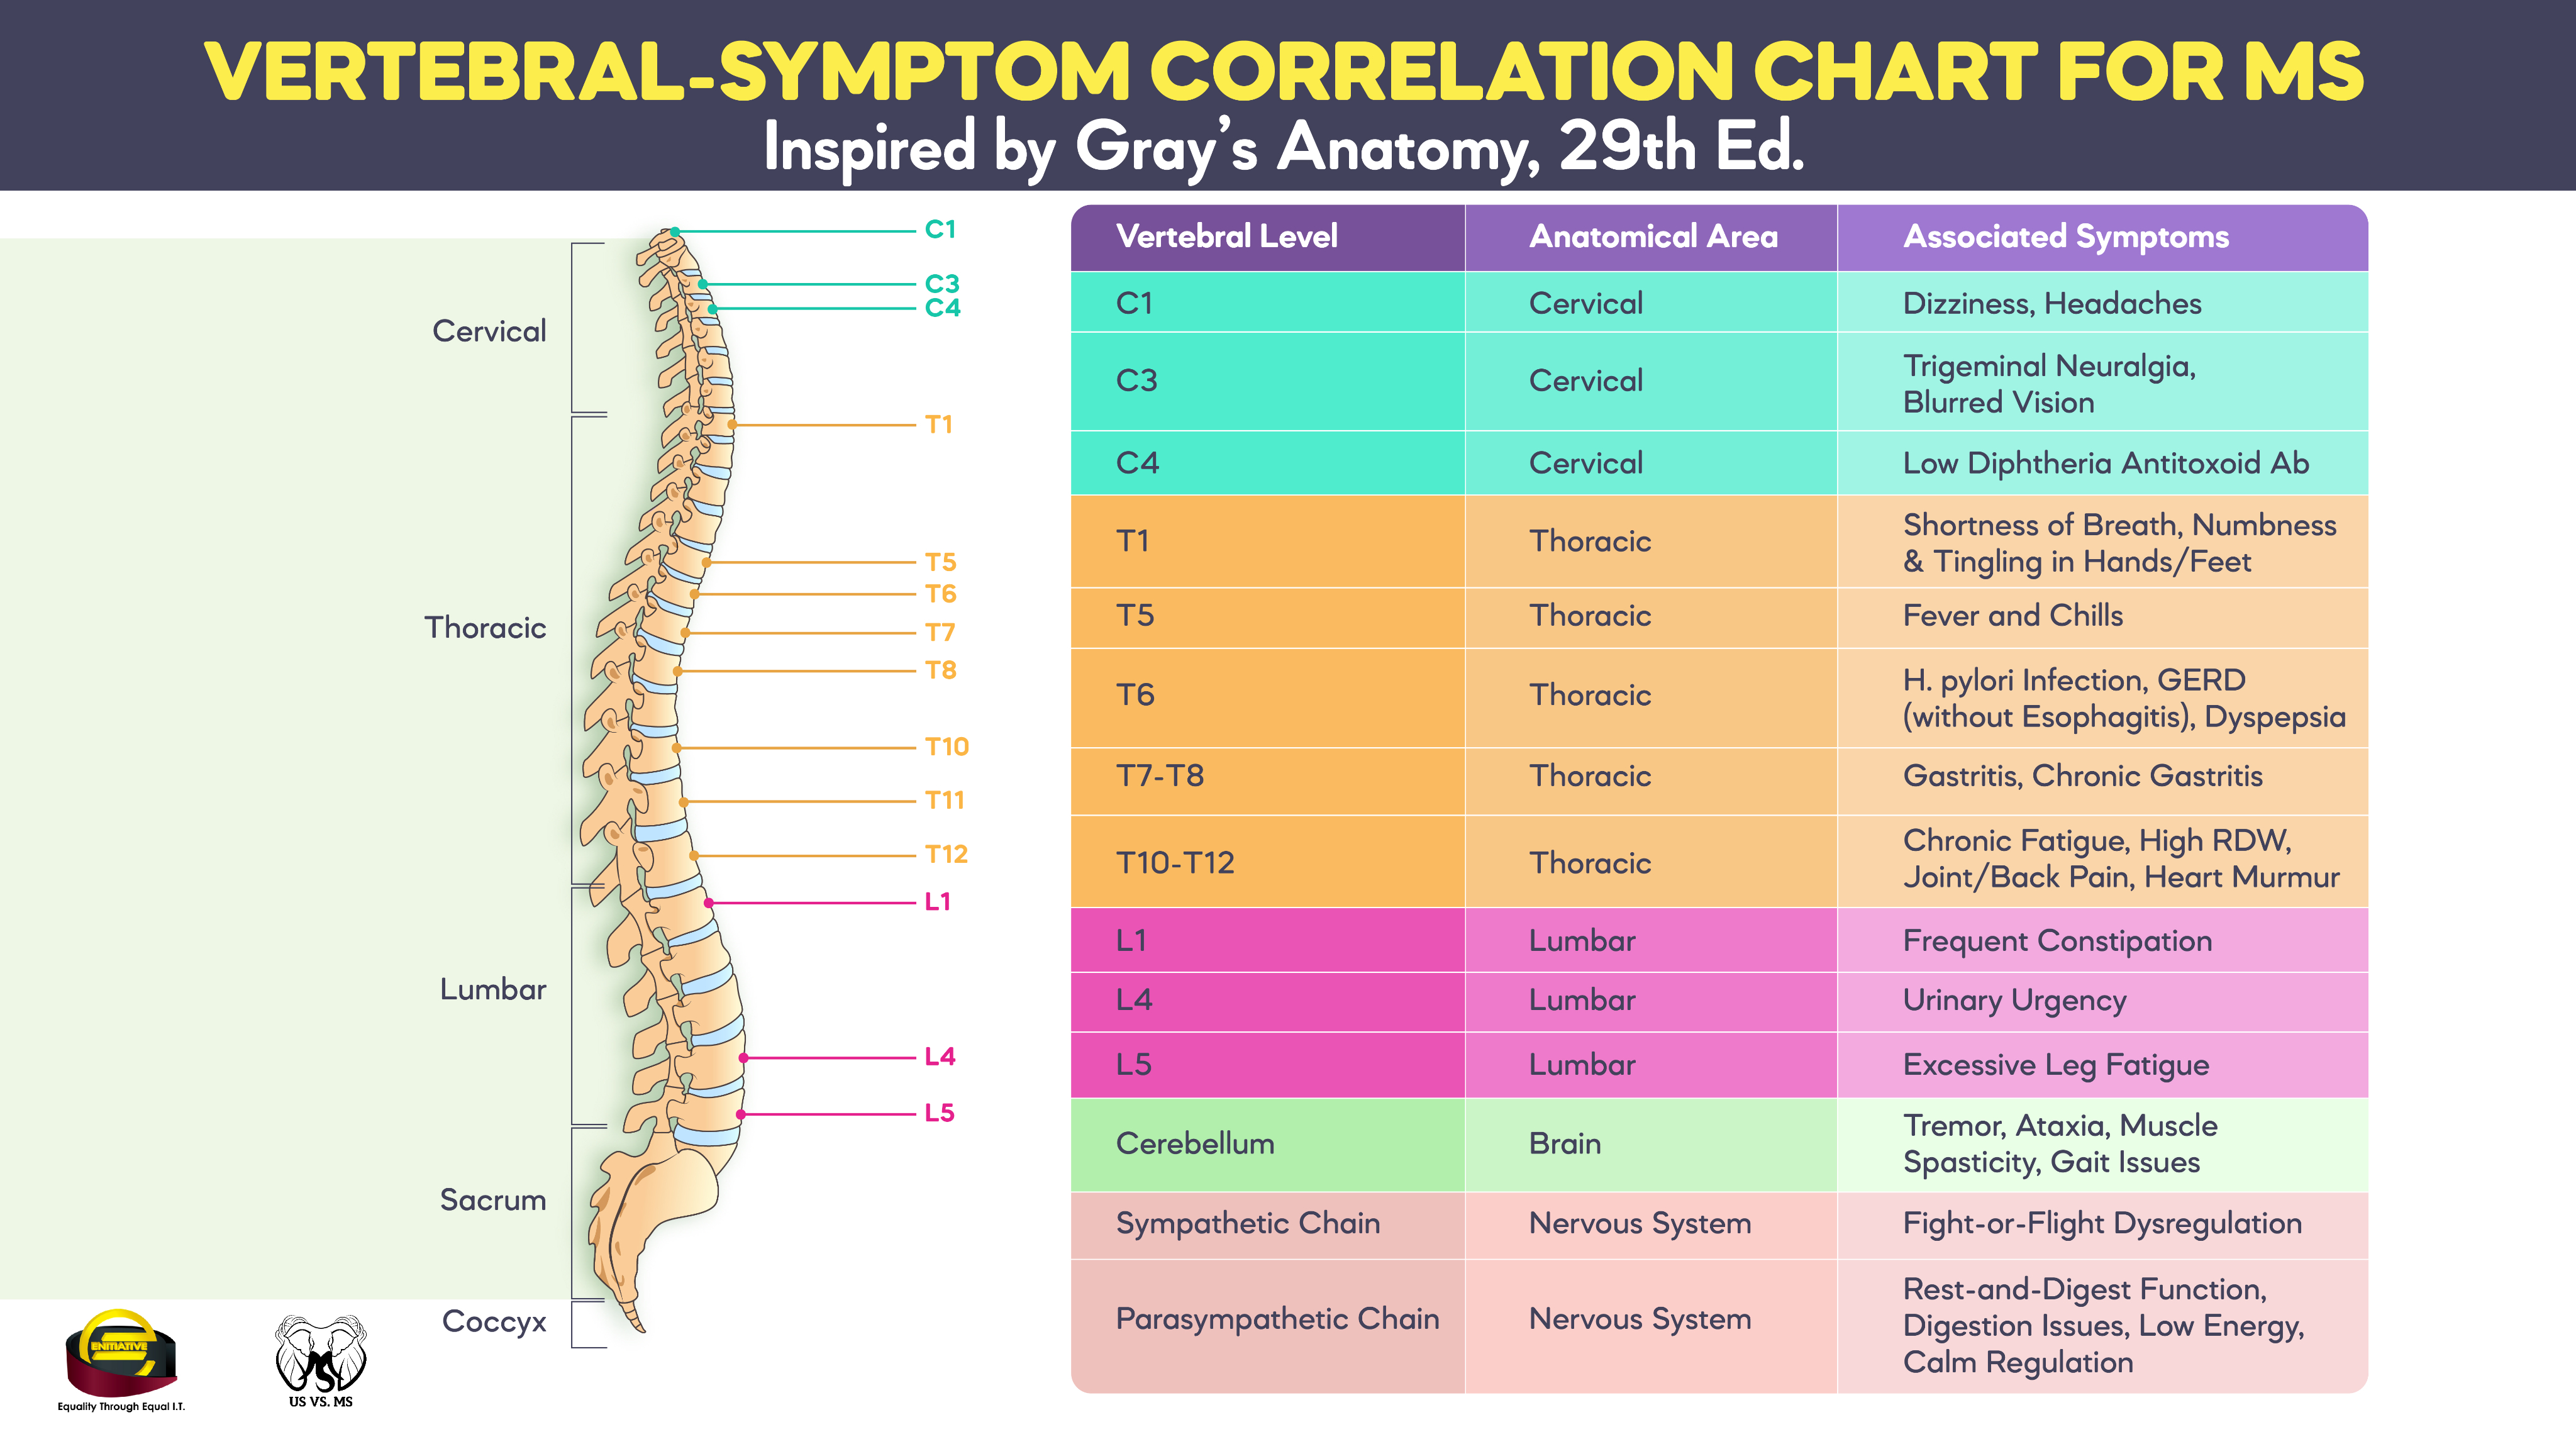 VERTEBRAL-SYMPTOM CORRELATION CHART FOR MS
Inspired by Gray's Anatomy, 29th Ed.
Cervical
Thoracic
Lumbar
Sacrum
Coccyx
C1
C3
C4
T1
T5
T6
T7
T8
T10
T11
T12
L1
L4
L5
Vertebral Level Anatomical Area Associated Symptoms
C1 Cervical Dizziness, Headaches
C3 Cervical Trigeminal Neuralgia,
Blurred Vision
C4 Cervical Low Diphtheria Antitoxoid Ab
T1 Thoracic Shortness of Breath, Numbness
& Tingling in Hands/Feet
T5 Thoracic Fever and Chills
T6 Thoracic H. pylori Infection, GERD
(without Esophagitis), Dyspepsia
T7-T8 Thoracic Gastritis, Chronic Gastritis
T10-T12 Thoracic Chronic Fatigue, High RDW,
Joint/Back Pain, Heart Murmur
L1 Lumbar Frequent Constipation
L4 Lumbar Urinary Urgency
L5 Lumbar Excessive Leg Fatigue
Cerebellum Brain Tremor, Ataxia, Muscle
Spasticity, Gait Issues
Sympathetic Chain Nervous System Fight-or-Flight Dysregulation
Parasympathetic Chain Nervous System Rest-and-Digest Function,
Digestion Issues, Low Energy,
Calm Regulation
ENITIATIVE
Equality Through Equal I.T.
MS
US VS. MS